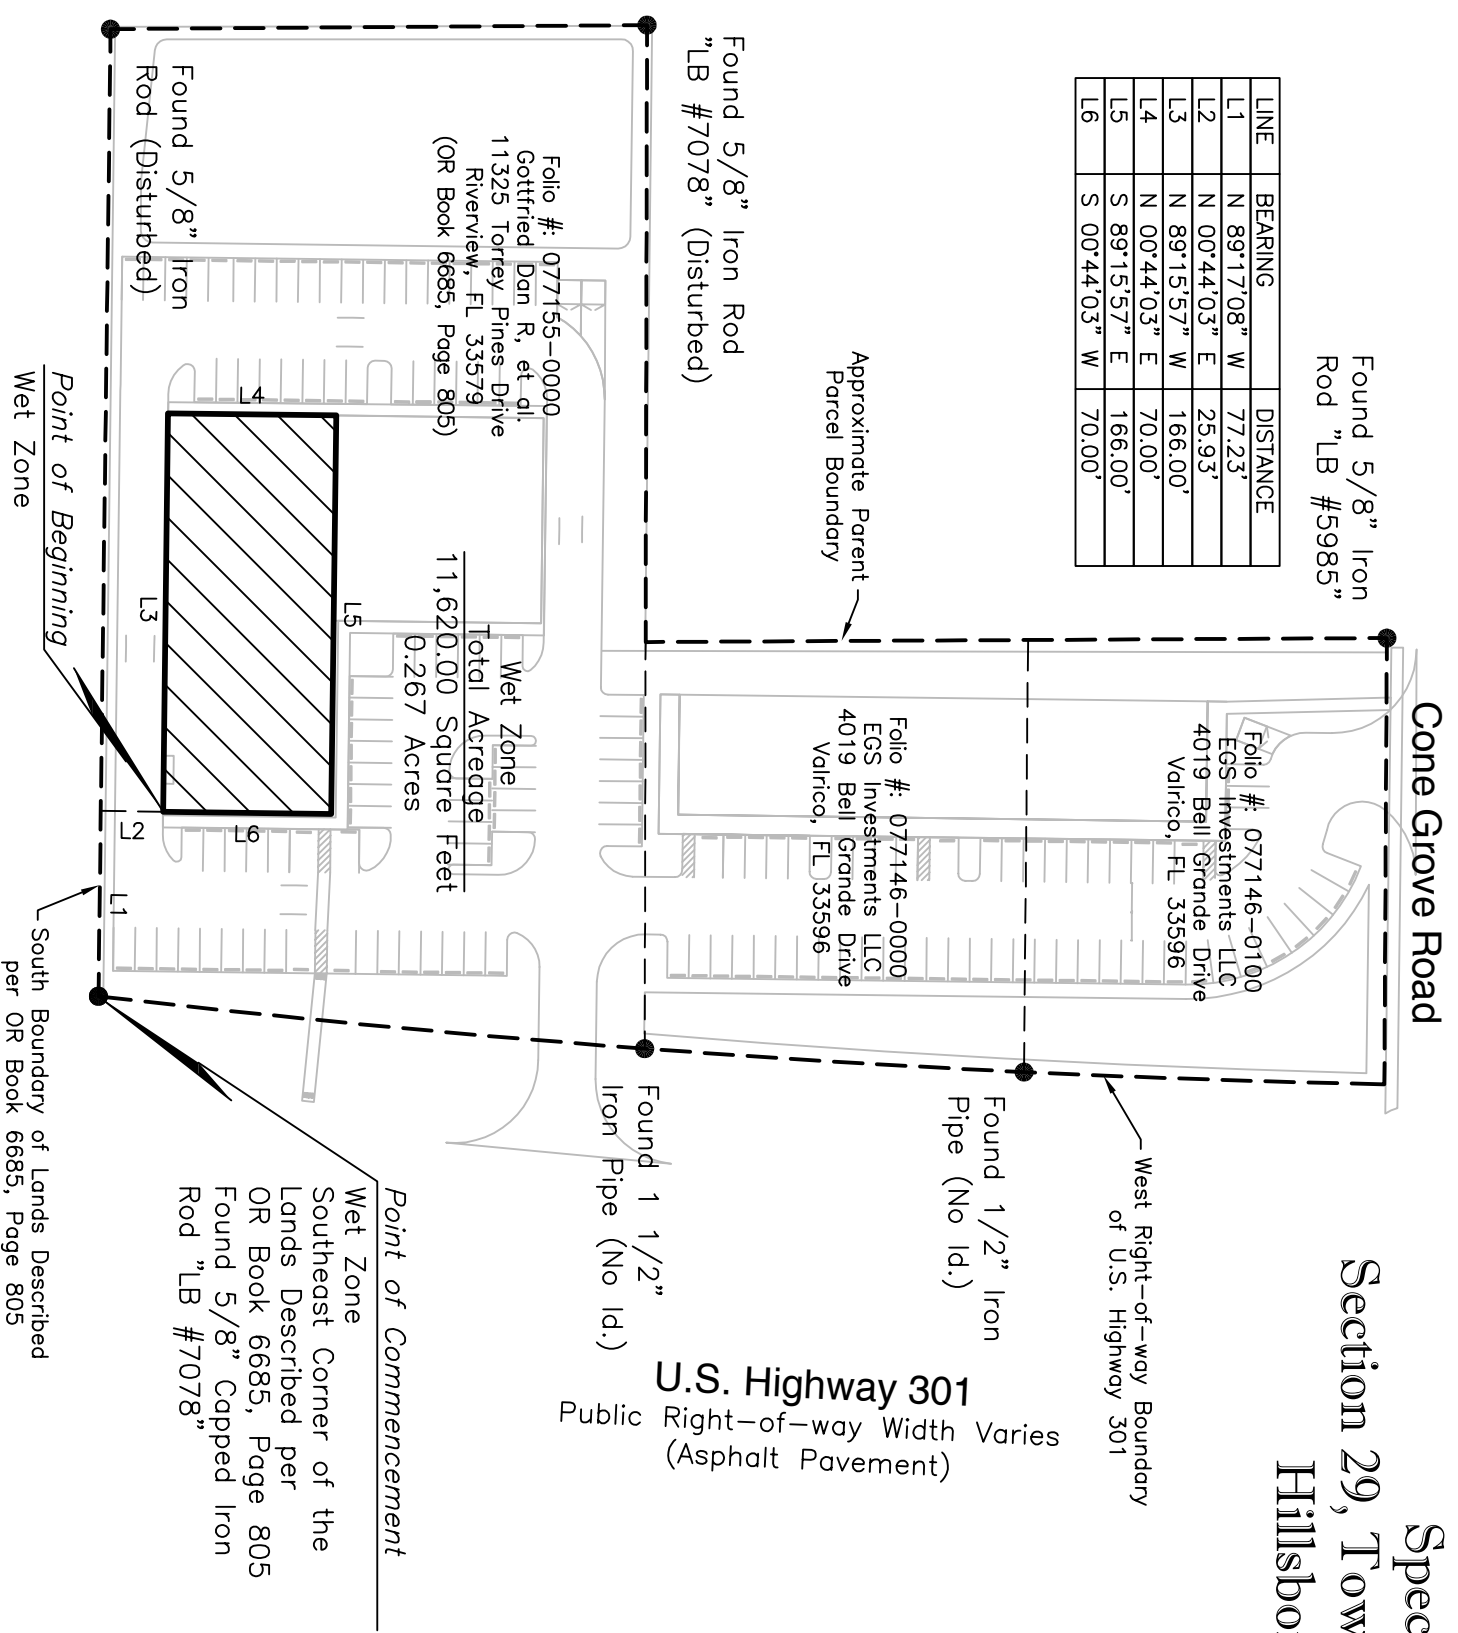 Cone Grove Road
Spec
Section 29, Tow
Hillsbo
Found 5/8" Iron
Rod "LB #5985"
LINE BEARING DISTANCE
L1 N 89°17'08" W 77.23'
L2 N 00°44'03" E 25.93'
L3 N 89°15'57" W 166.00'
L4 N 00°44'03" E 70.00'
L5 S 89°15'57" E 166.00'
L6 S 00°44'03" W 70.00'
Folio #: 077146-0100
EGS Investments LLC
4019 Bell Grande Drive
Valrico, FL 33596
West Right-of-way Boundary
of U.S. Highway 301
Approximate Parent
Parcel Boundary
Folio #: 077146-0000
EGS Investments LLC
4019 Bell Grande Drive
Valrico, FL 33596
Found 1/2" Iron
Pipe (No Id.)
U.S. Highway 301
Public Right-of-way Width Varies
(Asphalt Pavement)
Found 5/8" Iron Rod
"LB #7078" (Disturbed)
Found 1 1/2"
Iron Pipe (No Id.)
Folio #: 077155-0000
Gottfried Dan R, et al.
11325 Torrey Pines Drive
Riverview, FL 33579
(OR Book 6685, Page 805)
Wet Zone
Total Acreage
11,620.00 Square Feet
0.267 Acres
L4
L5
L3
L6
L2
L1
Point of Commencement
Wet Zone
Southeast Corner of the
Lands Described per
OR Book 6685, Page 805
Found 5/8" Capped Iron
Rod "LB #7078"
Found 5/8" Iron
Rod (Disturbed)
Point of Beginning
Wet Zone
South Boundary of Lands Described
per OR Book 6685, Page 805